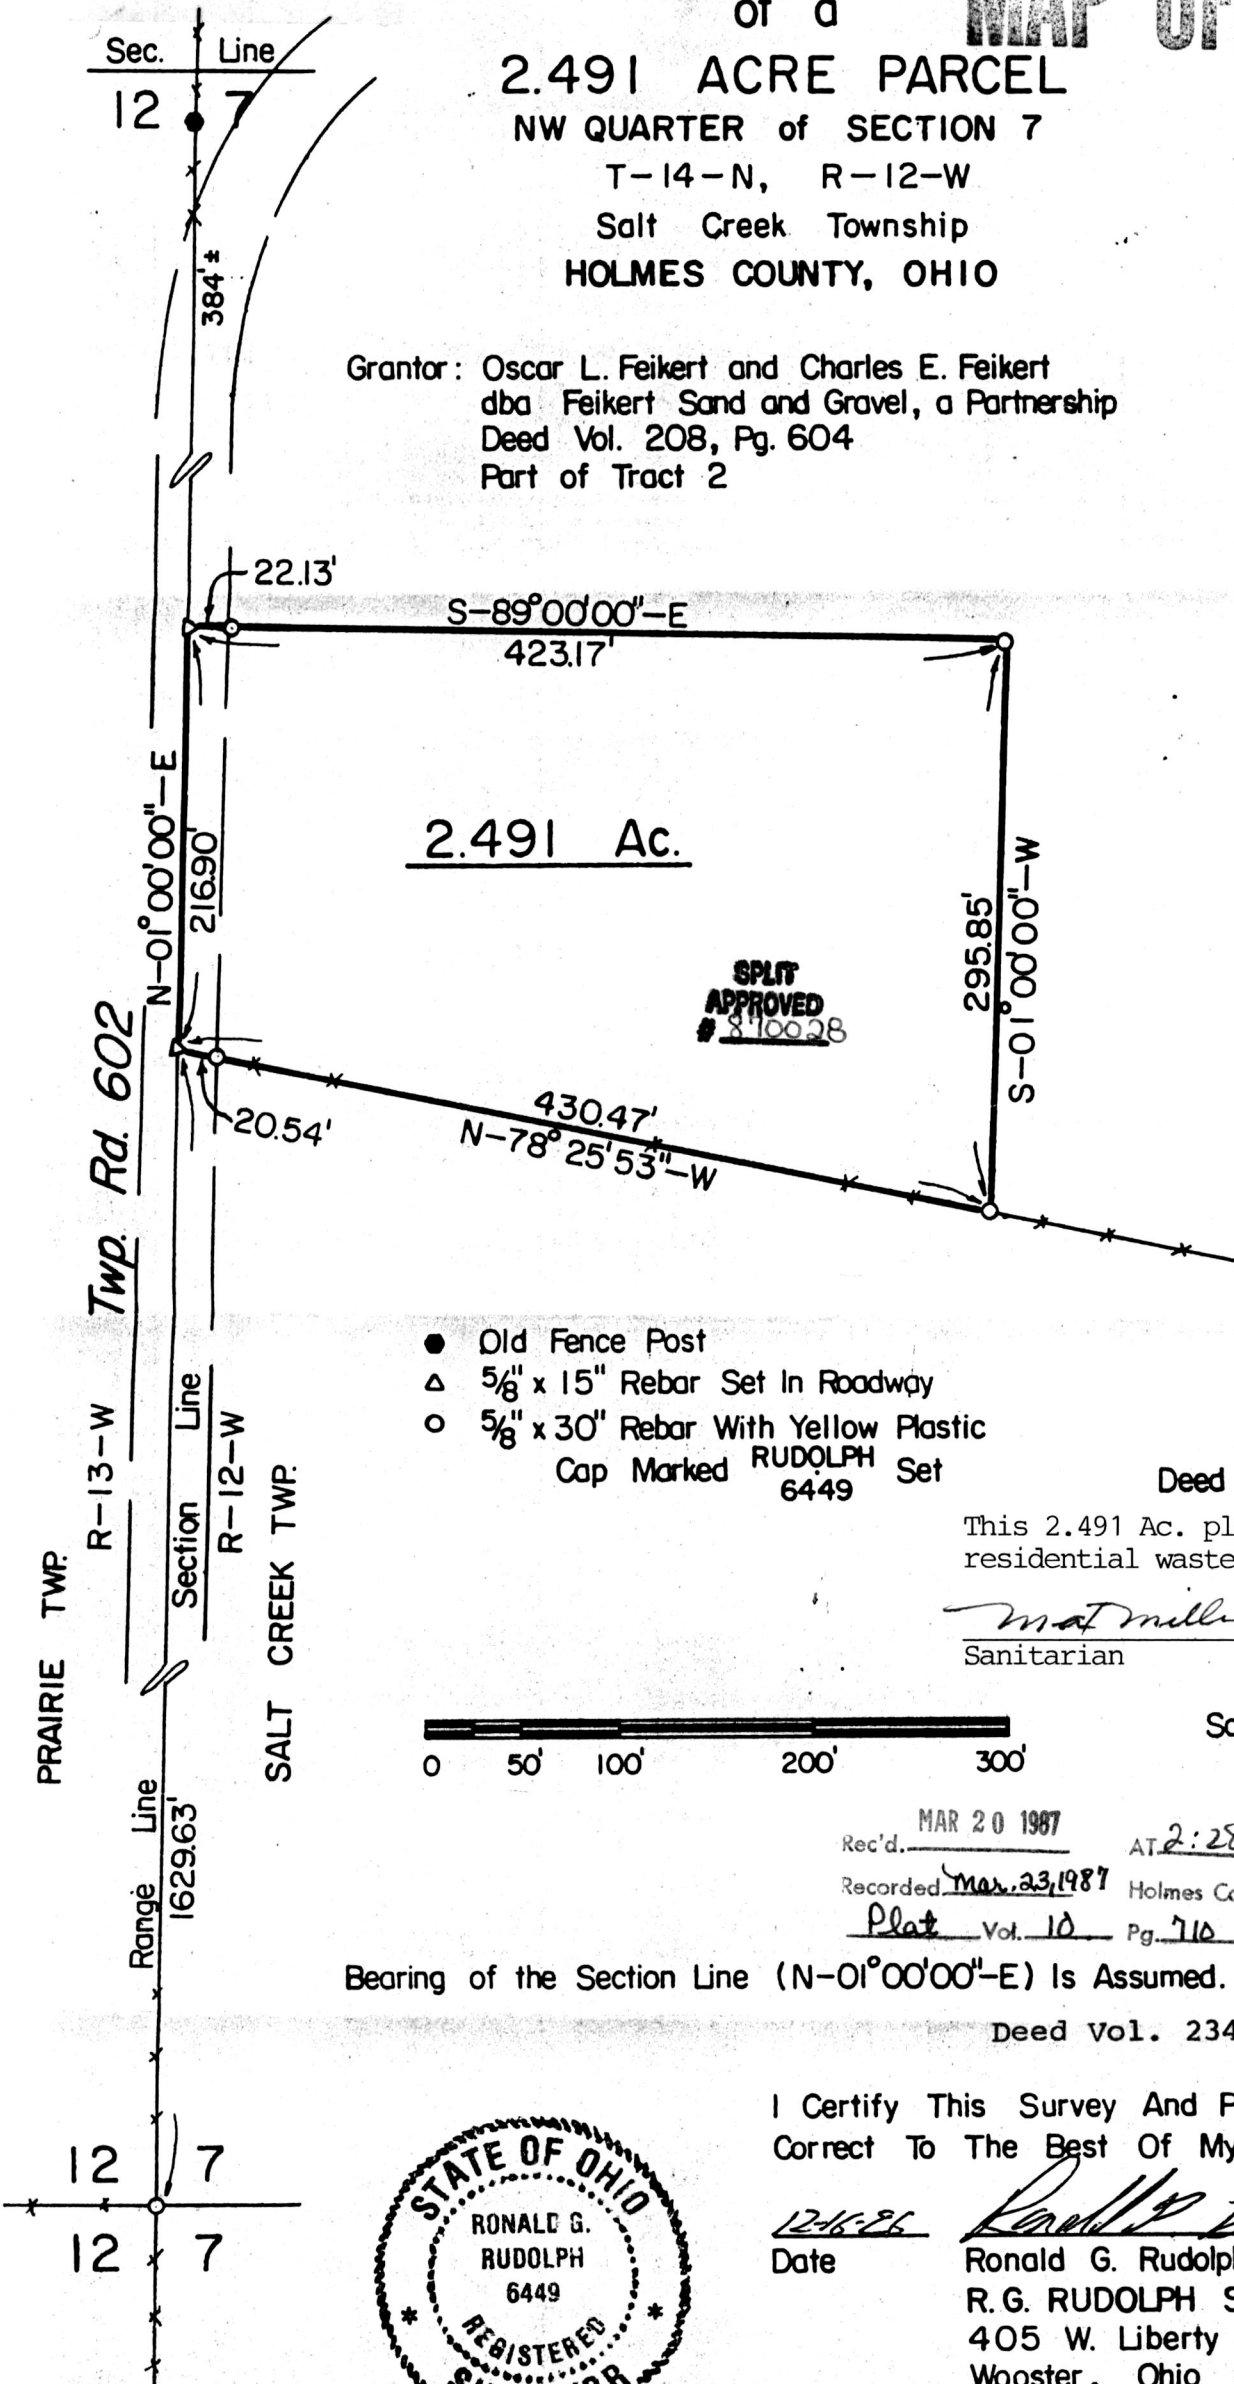 of a
MAP OF
2.491 ACRE PARCEL
NW QUARTER of SECTION 7
T-14-N, R-12-W
Salt Creek Township
HOLMES COUNTY, OHIO
Sec. Line
12 7
384'±
Grantor: Oscar L. Feikert and Charles E. Feikert
dba Feikert Sand and Gravel, a Partnership
Deed Vol. 208, Pg. 604
Part of Tract 2
22.13'
S-89°00'00"-E
423.17'
N-01°00'00"-E
216.90'
2.491 Ac.
295.85'
S-01°00'00"-W
SPLIT
APPROVED
# 870028
Twp. Rd. 602
20.54'
430.47'
N-78°25'53"-W
Old Fence Post
5/8" x 15" Rebar Set In Roadway
5/8" x 30" Rebar With Yellow Plastic
Cap Marked RUDOLPH 6449 Set
R-13-W
Section Line
R-12-W
PRAIRIE TWP.
SALT CREEK TWP.
Deed
This 2.491 Ac. pl
residential waste
Mat Mill
Sanitarian
Sc
0 50' 100' 200' 300'
Range Line
1629.63'
Rec'd. MAR 20 1987 AT 2:28
Recorded Mar. 23, 1987 Holmes Co
Plat Vol. 10 Pg. 710
Bearing of the Section Line (N-01°00'00"-E) Is Assumed.
Deed Vol. 234
I Certify This Survey And P
Correct To The Best Of My
12 7
12 7
STATE OF OHIO
RONALD G.
RUDOLPH
6449
REGISTERED
12-16-86
Date
Ronald G. Rudolph
R.G. RUDOLPH S
405 W. Liberty
Wooster, Ohio